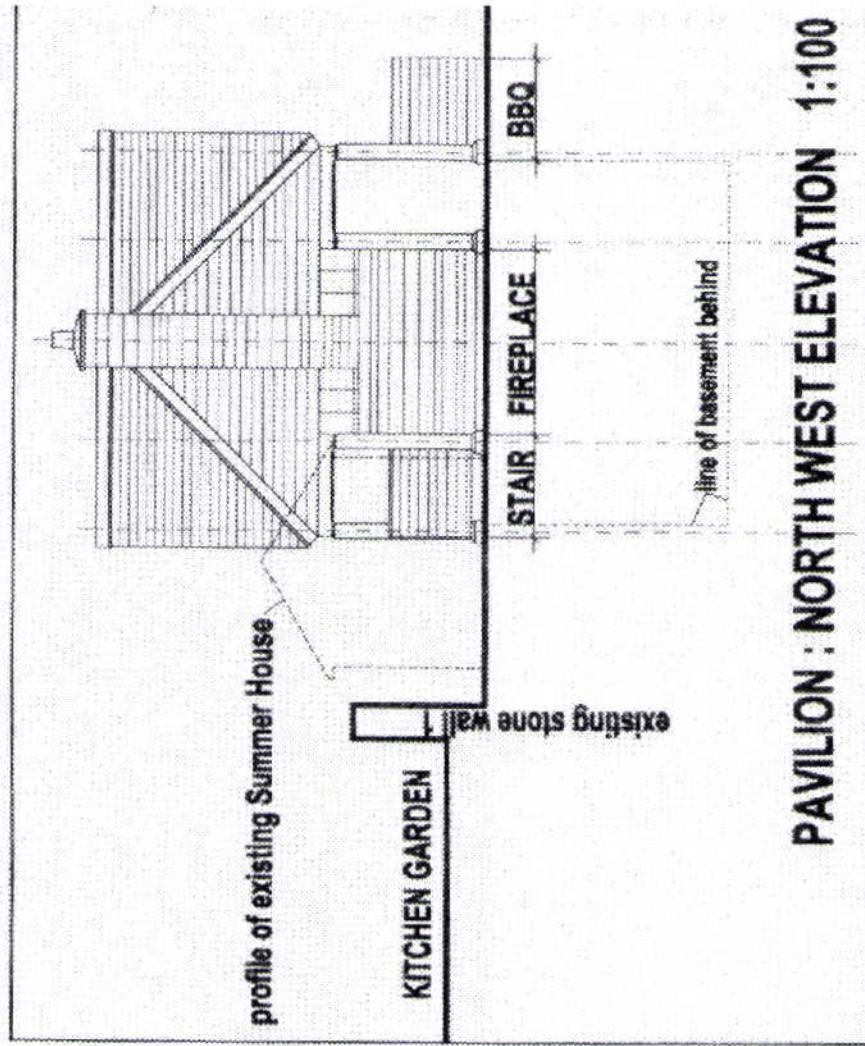 profile of existing Summer House
KITCHEN GARDEN
existing stone wall
STAIR
FIREPLACE
BBQ
line of basement behind
PAVILION : NORTH WEST ELEVATION 1:100